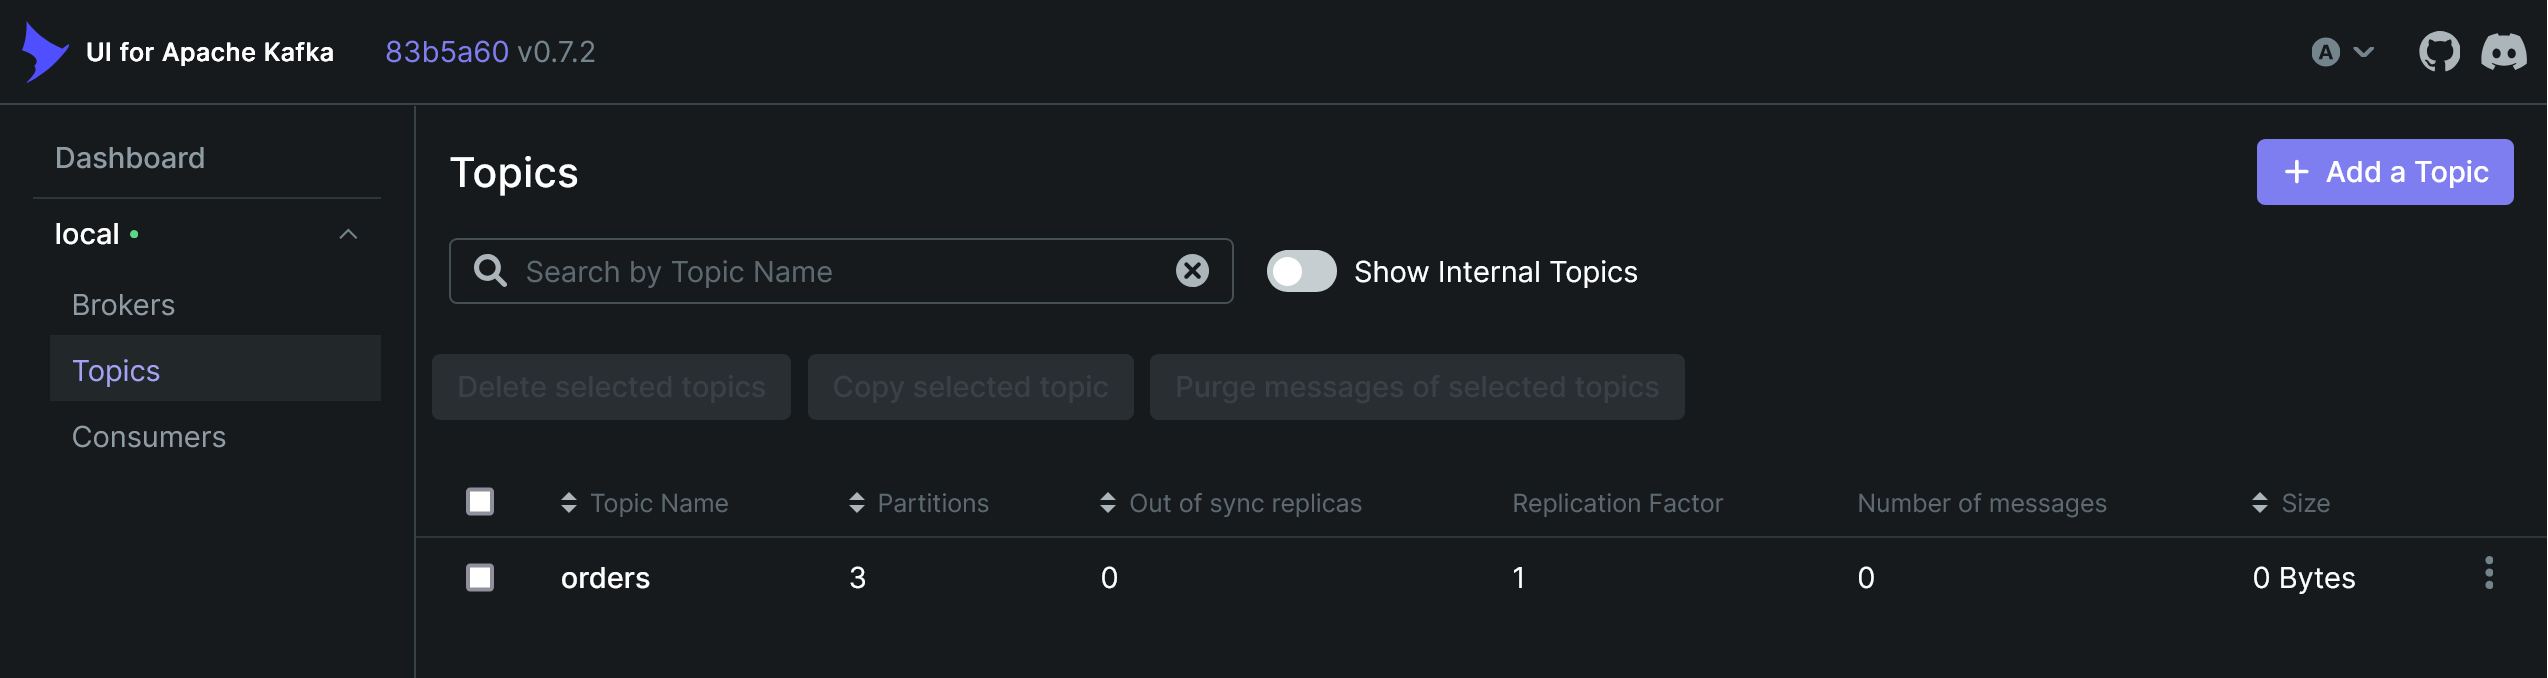 UI for Apache Kafka 83b5a60 v0.7.2 A
Dashboard
local
Brokers
Topics
Consumers
Topics
+ Add a Topic
Search by Topic Name
Show Internal Topics
Delete selected topics Copy selected topic Purge messages of selected topics
Topic Name Partitions Out of sync replicas Replication Factor Number of messages Size
orders 3 0 1 0 0 Bytes